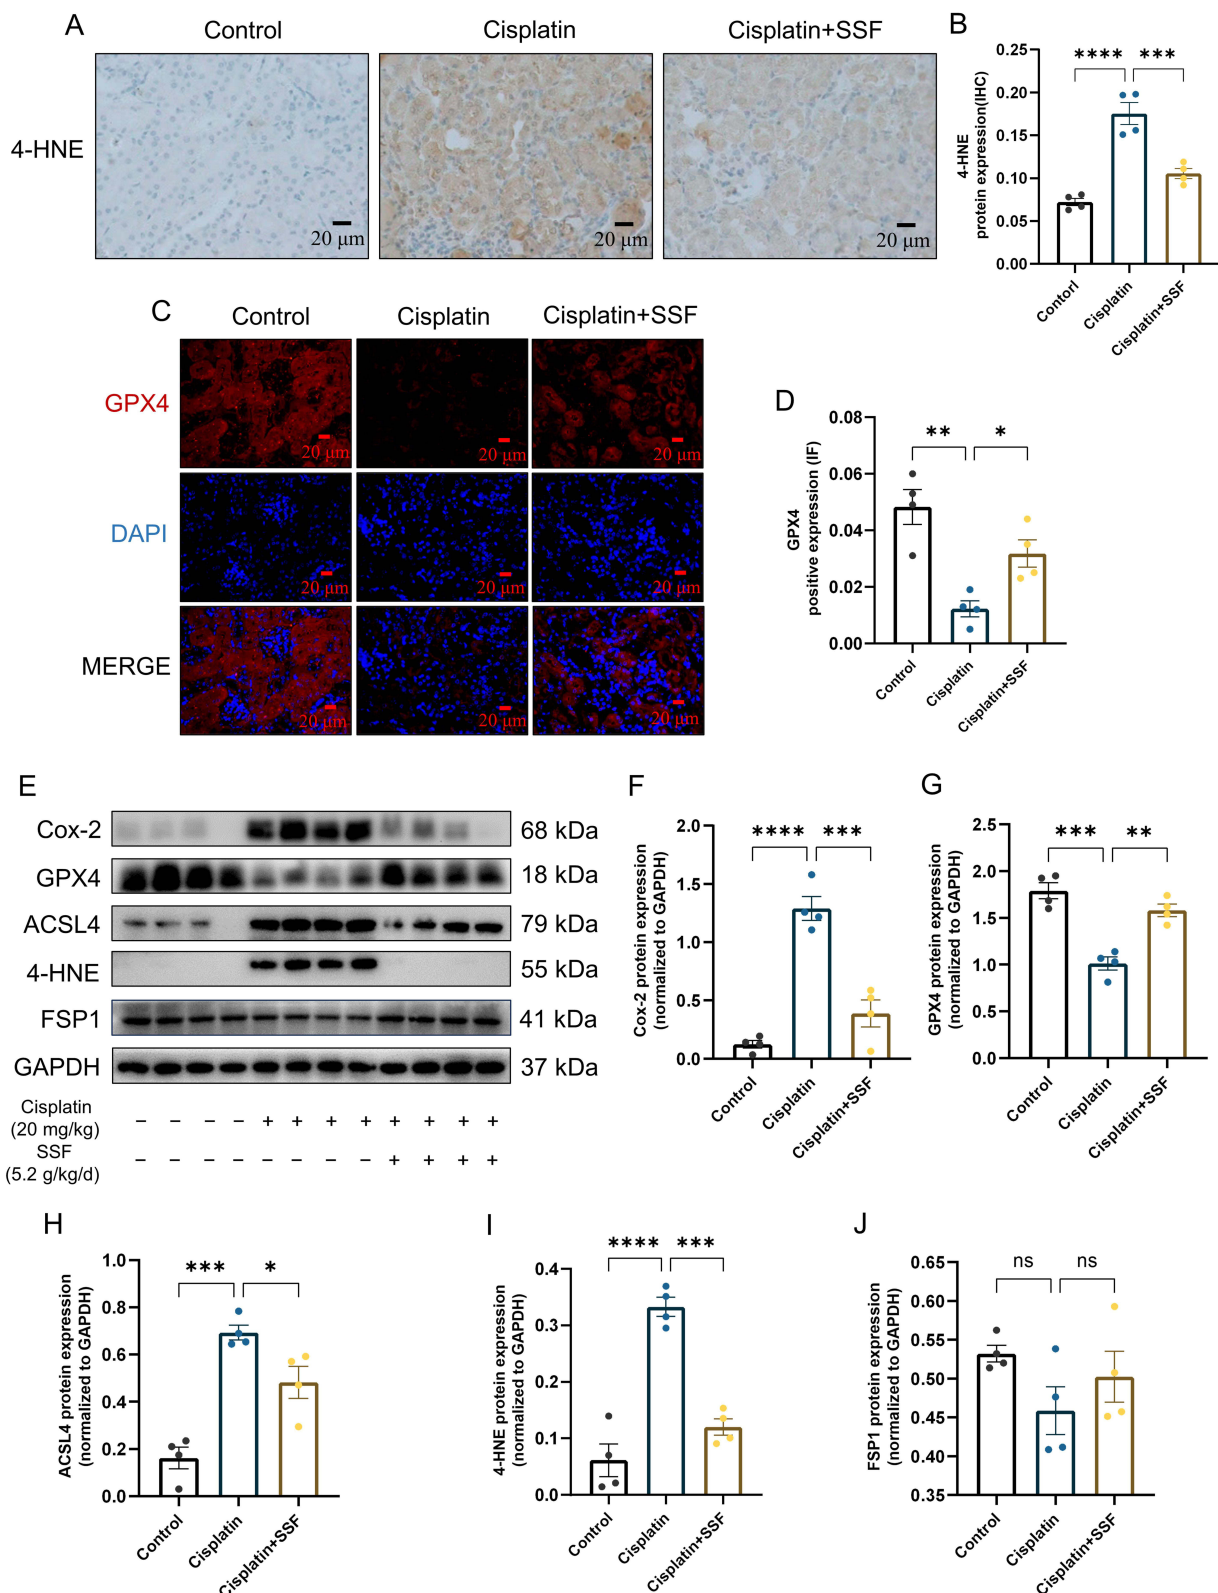 A
Control
Cisplatin
Cisplatin+SSF
4-HNE
20 μm
20 μm
20 μm
B
4-HNE
protein expression(IHC)
0.25
0.20
0.15
0.10
0.05
0.00
****
***
Contorl
Cisplatin
Cisplatin+SSF
C
Control
Cisplatin
Cisplatin+SSF
GPX4
20 μm
20 μm
20 μm
DAPI
20 μm
20 μm
20 μm
MERGE
20 μm
20 μm
20 μm
D
GPX4
positive expression (IF)
0.08
0.06
0.04
0.02
0.00
**
*
Control
Cisplatin
Cisplatin+SSF
E
Cox-2
68 kDa
GPX4
18 kDa
ACSL4
79 kDa
4-HNE
55 kDa
FSP1
41 kDa
GAPDH
37 kDa
Cisplatin
(20 mg/kg)
− − − − + + + + + + + +
SSF
(5.2 g/kg/d)
− − − − − − − − + + + +
F
Cox-2 protein expression
(normalized to GAPDH)
2.0
1.5
1.0
0.5
0.0
****
***
Control
Cisplatin
Cisplatin+SSF
G
GPX4 protein expression
(normalized to GAPDH)
2.5
2.0
1.5
1.0
0.5
0.0
***
**
Control
Cisplatin
Cisplatin+SSF
H
ACSL4 protein expression
(normalized to GAPDH)
1.0
0.8
0.6
0.4
0.2
0.0
***
*
Control
Cisplatin
Cisplatin+SSF
I
4-HNE protein expression
(normalized to GAPDH)
0.4
0.3
0.2
0.1
0.0
****
***
Control
Cisplatin
Cisplatin+SSF
J
FSP1 protein expression
(normalized to GAPDH)
0.65
0.60
0.55
0.50
0.45
0.40
0.35
ns
ns
Control
Cisplatin
Cisplatin+SSF